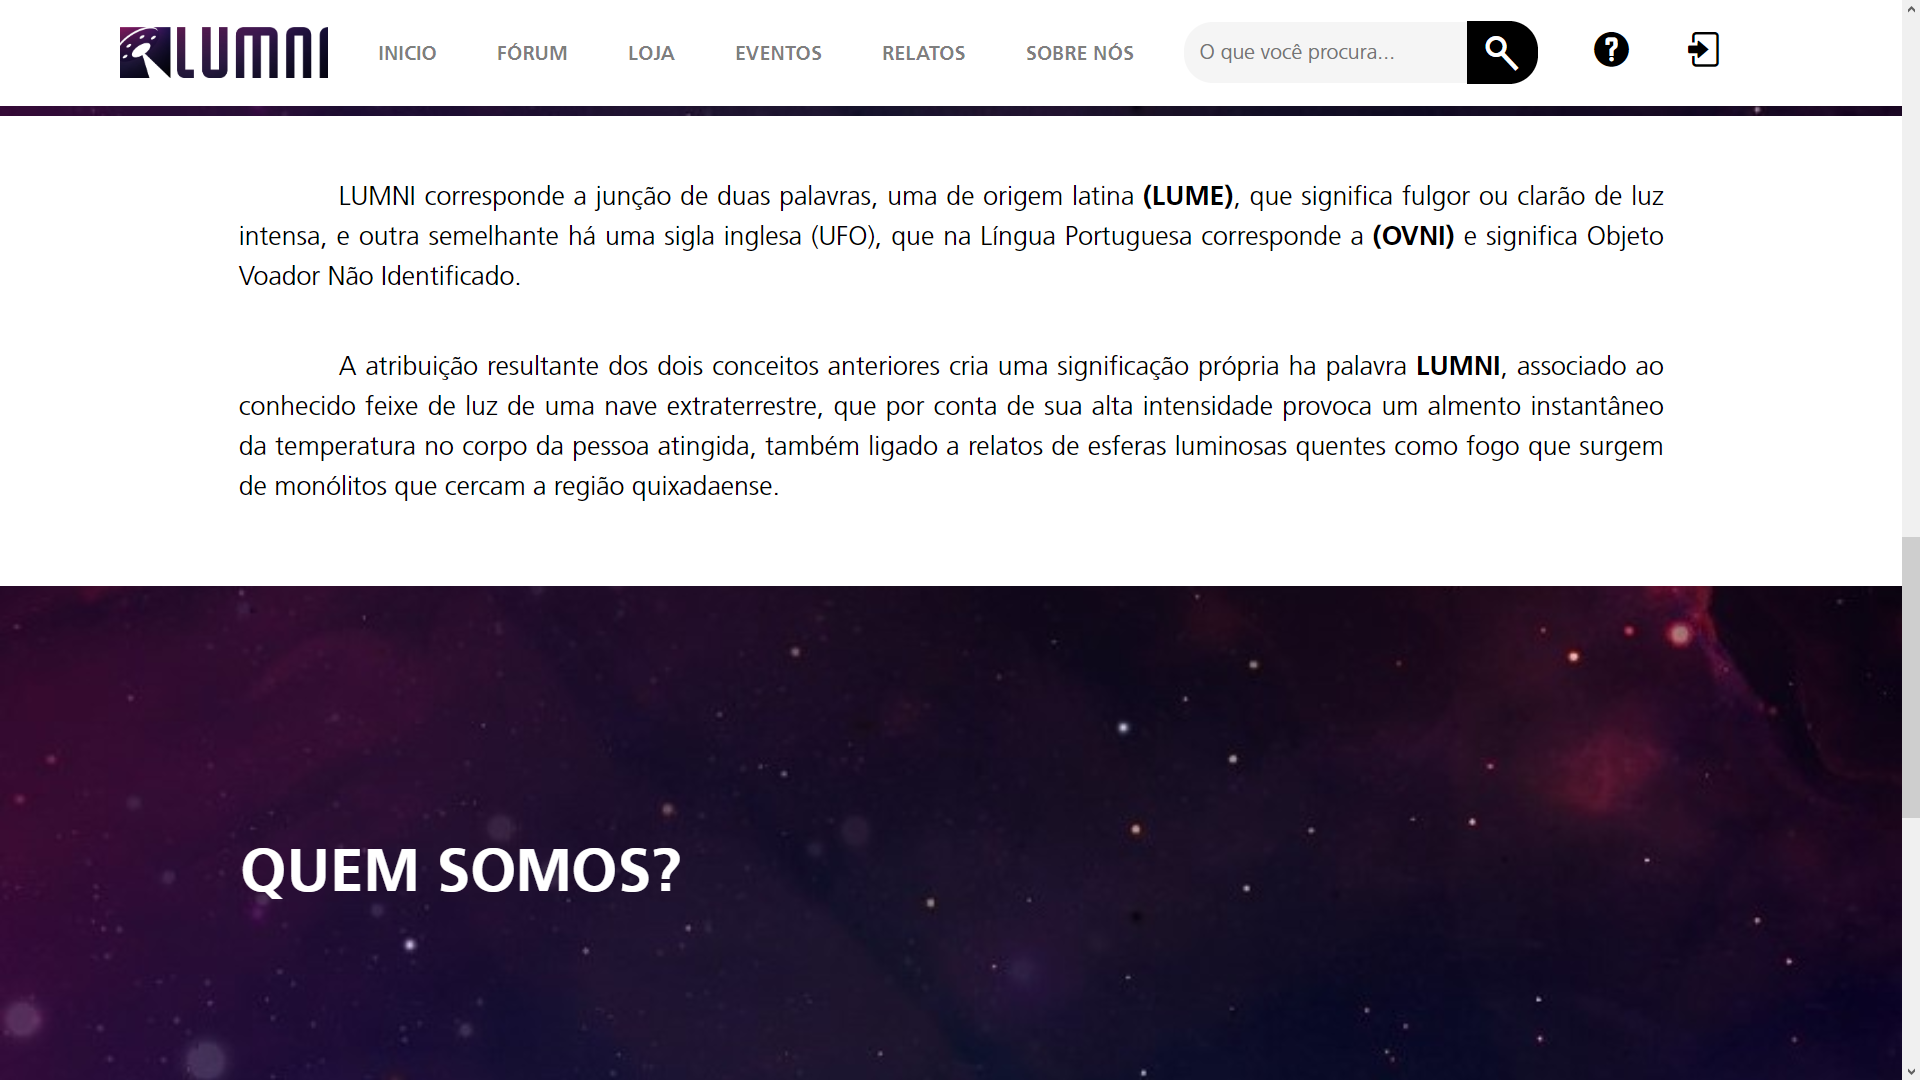 LUMNI
INICIO
FÓRUM
LOJA
EVENTOS
RELATOS
SOBRE NÓS
O que você procura...
?
LUMNI corresponde a junção de duas palavras, uma de origem latina (LUME), que significa fulgor ou clarão de luz
intensa, e outra semelhante há uma sigla inglesa (UFO), que na Língua Portuguesa corresponde a (OVNI) e significa Objeto
Voador Não Identificado.
A atribuição resultante dos dois conceitos anteriores cria uma significação própria ha palavra LUMNI, associado ao
conhecido feixe de luz de uma nave extraterrestre, que por conta de sua alta intensidade provoca um almento instantâneo
da temperatura no corpo da pessoa atingida, também ligado a relatos de esferas luminosas quentes como fogo que surgem
de monólitos que cercam a região quixadaense.
QUEM SOMOS?